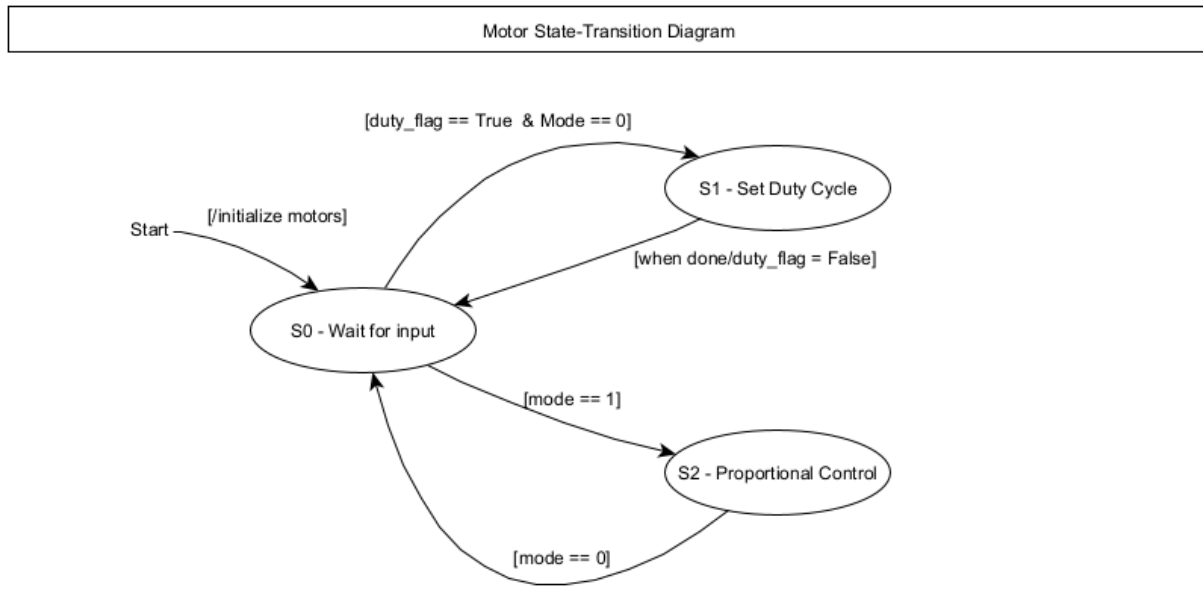 Motor State-Transition Diagram
[duty_flag == True & Mode == 0]
S1 - Set Duty Cycle
[/initialize motors]
Start
[when done/duty_flag = False]
S0 - Wait for input
[mode == 1]
S2 - Proportional Control
[mode == 0]